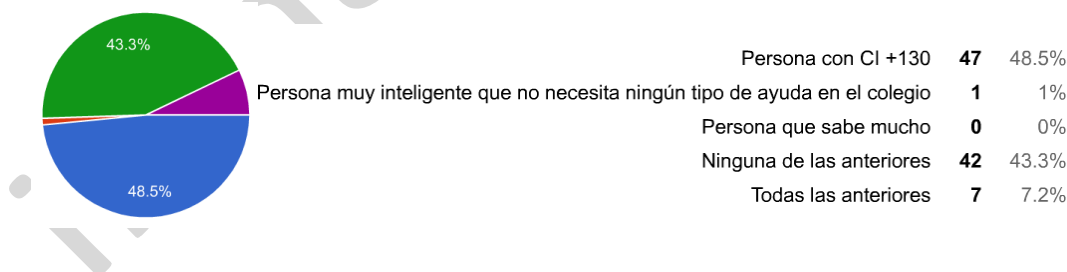 43.3%
48.5%
Persona con CI +130 47 48.5%
Persona muy inteligente que no necesita ningún tipo de ayuda en el colegio 1 1%
Persona que sabe mucho 0 0%
Ninguna de las anteriores 42 43.3%
Todas las anteriores 7 7.2%